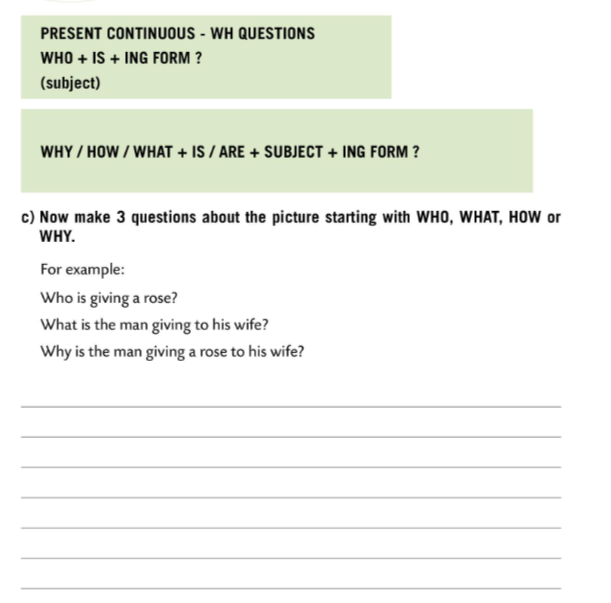 PRESENT CONTINUOUS - WH QUESTIONS
WHO + IS + ING FORM ?
(subject)
WHY / HOW / WHAT + IS / ARE + SUBJECT + ING FORM ?
c) Now make 3 questions about the picture starting with WHO, WHAT, HOW or
WHY.
For example:
Who is giving a rose?
What is the man giving to his wife?
Why is the man giving a rose to his wife?